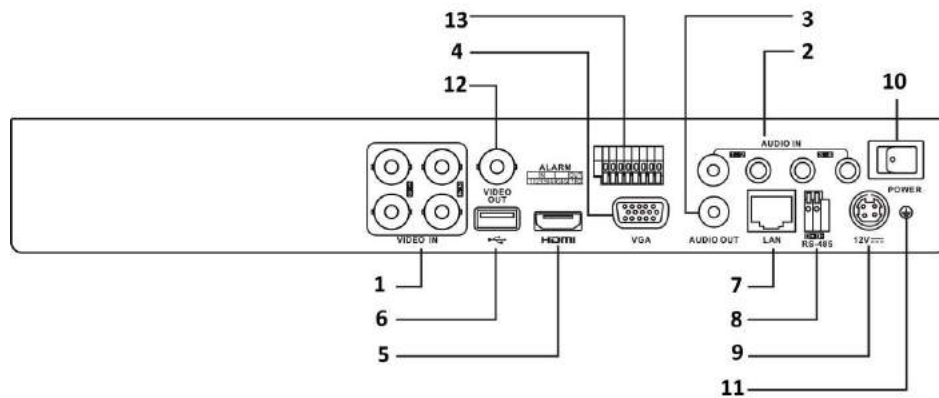 13
4
3
2
12
10
AUDIO IN
ALARM
POWER
VIDEO
OUT
VIDEO IN
HDMI
VGA
AUDIO OUT
LAN
RS-485
12V
1
6
5
7
8
9
11